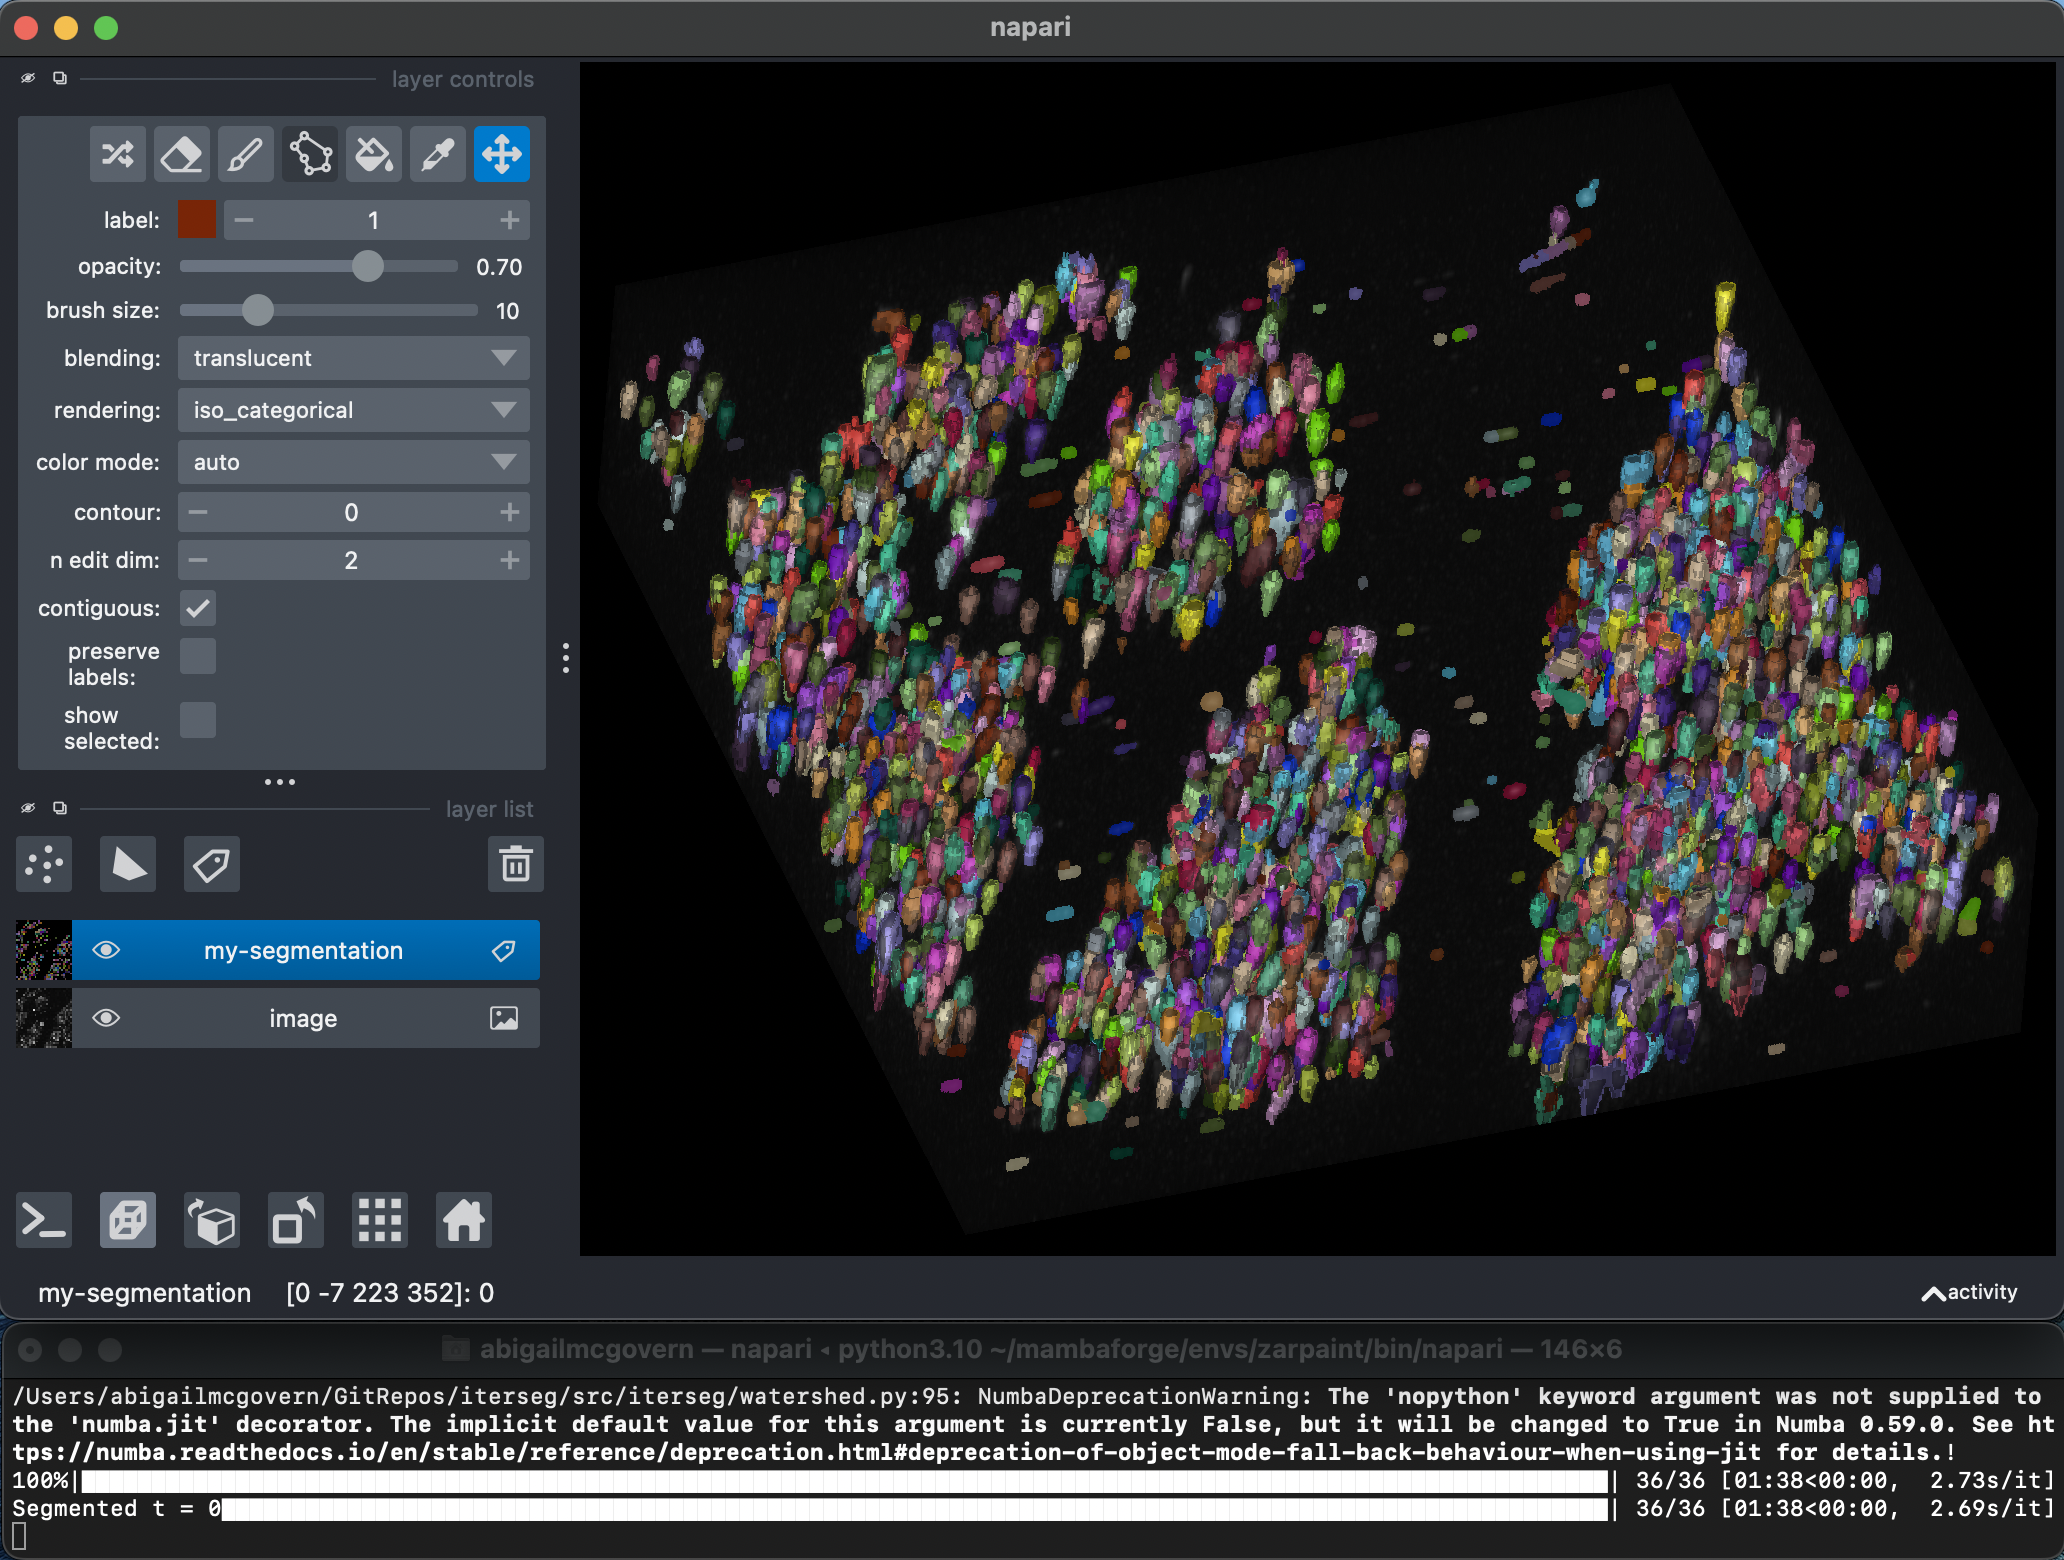 napari
layer controls
label: 1
opacity: 0.70
brush size: 10
blending: translucent
rendering: iso_categorical
color mode: auto
contour: 0
n edit dim: 2
contiguous:
preserve
labels:
show
selected:
layer list
my-segmentation
image
my-segmentation [0 -7 223 352]: 0
activity
abigailmcgovern — napari ◂ python3.10 ~/mambaforge/envs/zarpaint/bin/napari — 146×6
/Users/abigailmcgovern/GitRepos/iterseg/src/iterseg/watershed.py:95: NumbaDeprecationWarning: The 'nopython' keyword argument was not supplied to
the 'numba.jit' decorator. The implicit default value for this argument is currently False, but it will be changed to True in Numba 0.59.0. See ht
tps://numba.readthedocs.io/en/stable/reference/deprecation.html#deprecation-of-object-mode-fall-back-behaviour-when-using-jit for details.!
100%| | 36/36 [01:38<00:00, 2.73s/it]
Segmented t = 0 | 36/36 [01:38<00:00, 2.69s/it]